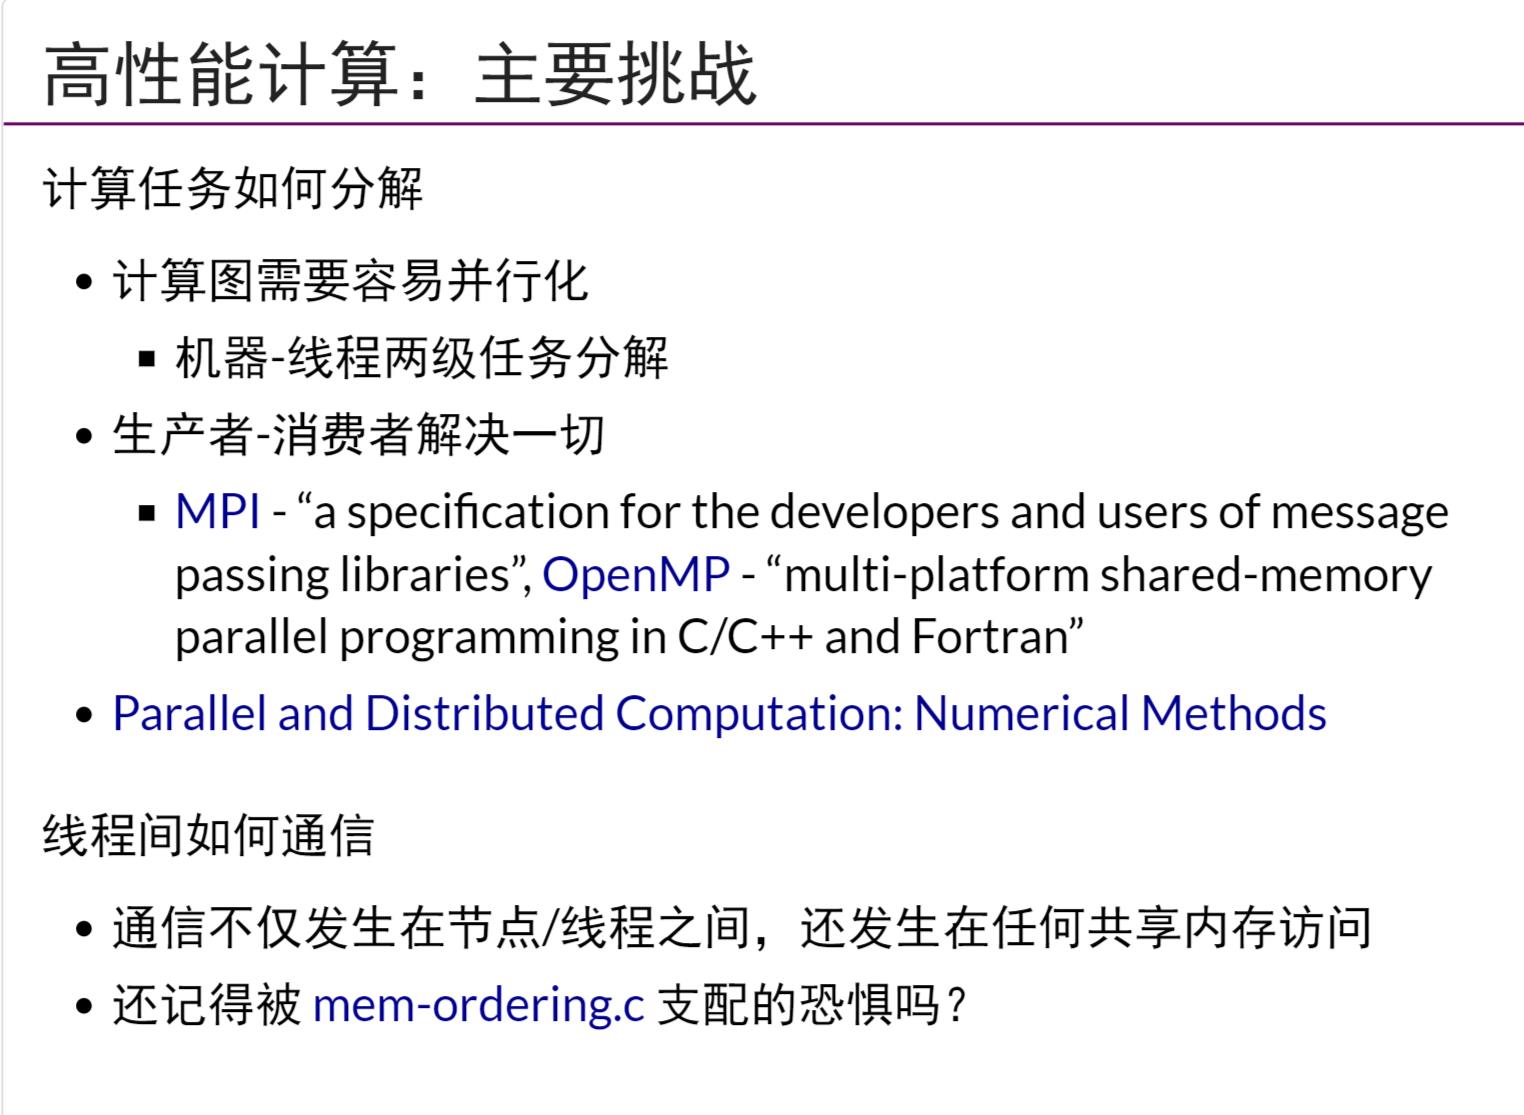 高性能计算：主要挑战
计算任务如何分解
计算图需要容易并行化
机器-线程两级任务分解
生产者-消费者解决一切
MPI - “a specification for the developers and users of message
passing libraries”, OpenMP - “multi-platform shared-memory
parallel programming in C/C++ and Fortran”
Parallel and Distributed Computation: Numerical Methods
线程间如何通信
通信不仅发生在节点/线程之间，还发生在任何共享内存访问
还记得被 mem-ordering.c 支配的恐惧吗？